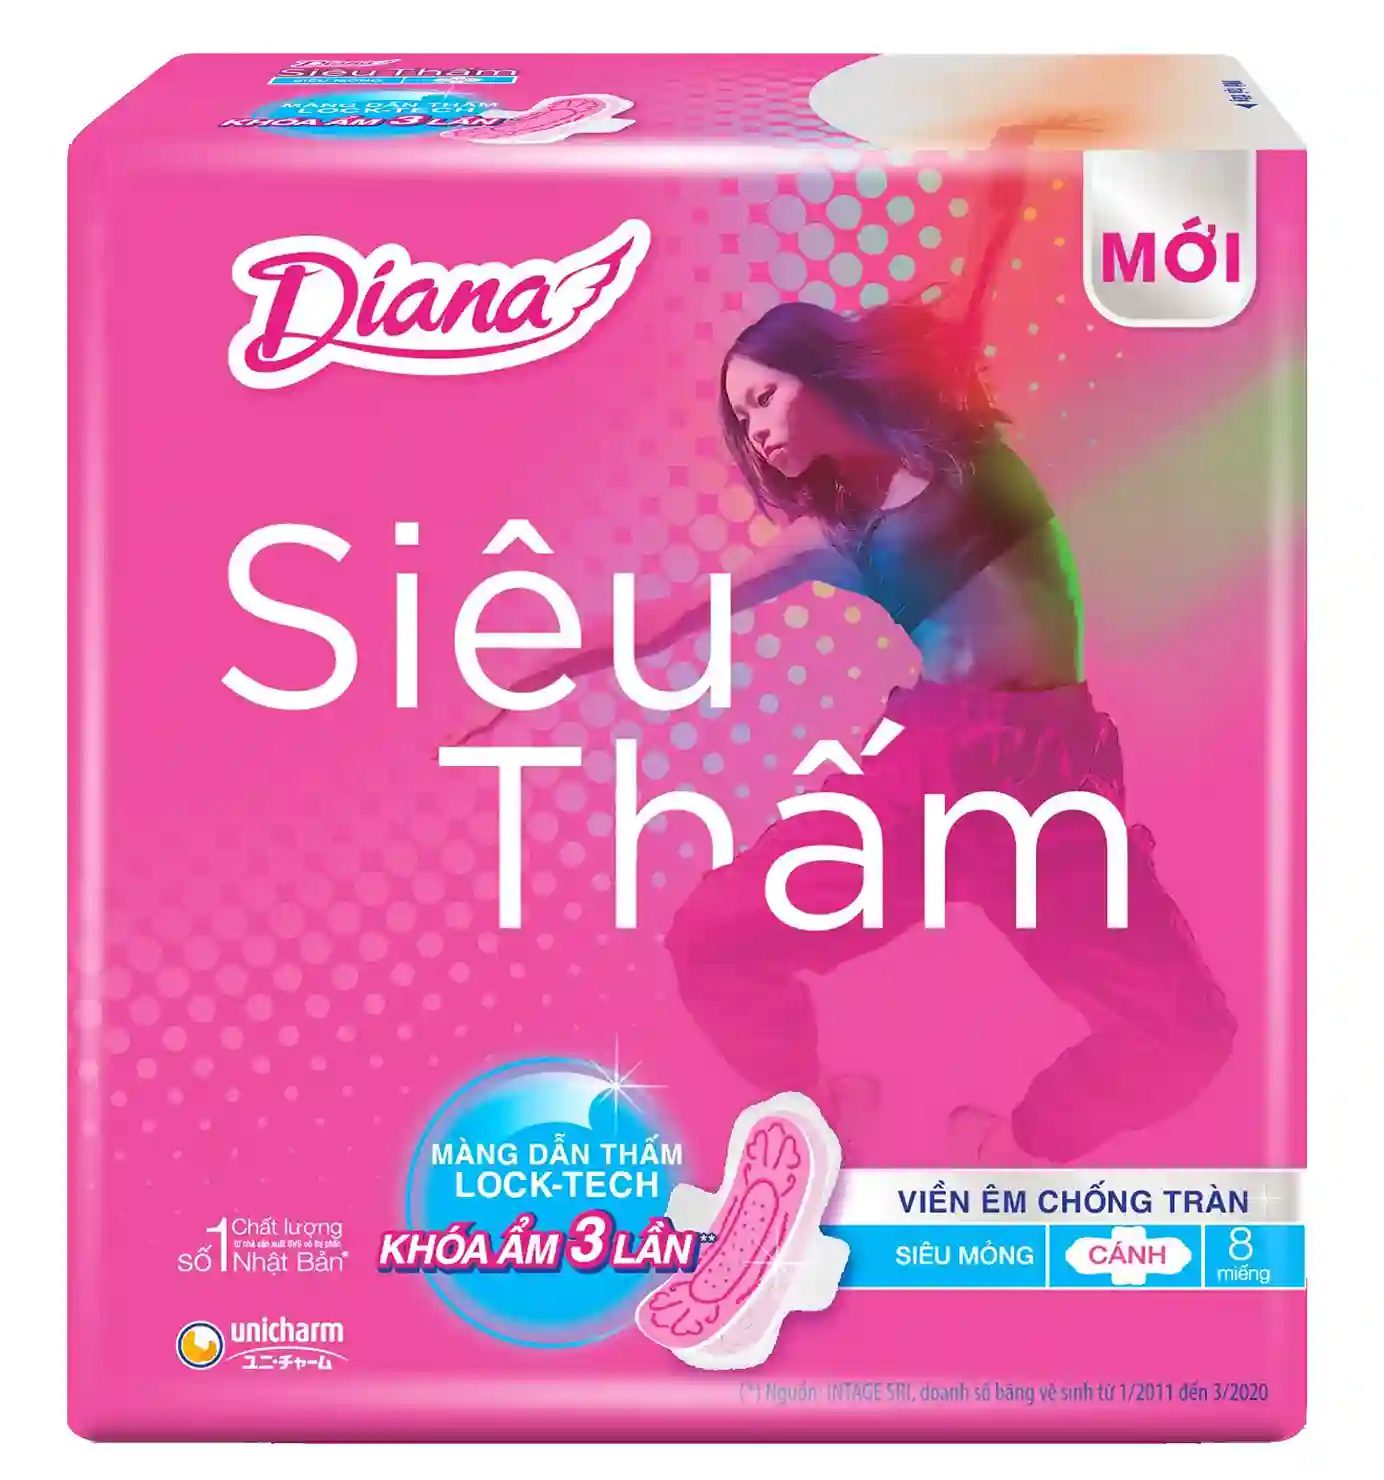 Siêu Thấm
SIÊU MỎNG
MÀNG DẪN THẤM
LOCK-TECH
KHÓA ẨM 3 LẦN
Diana
MỚI
Siêu
Thấm
MÀNG DẪN THẤM
LOCK-TECH
KHÓA ẨM 3 LẦN**
VIỀN ÊM CHỐNG TRÀN
SIÊU MỎNG
CÁNH
8
miếng
Chất lượng
số 1 Nhật Bản*
unicharm
ユニ・チャーム
(*) Nguồn: INTAGE SRI, doanh số băng vệ sinh từ 1/2011 đến 3/2020